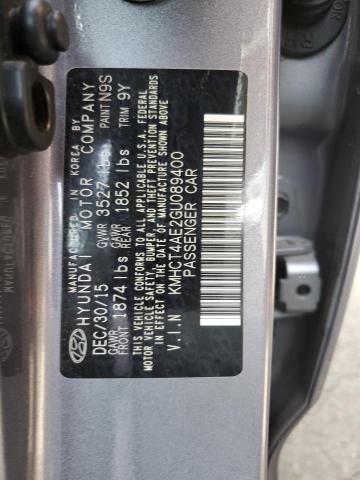 MANUFACTURED IN KOREA BY
HYUNDAI MOTOR COMPANY
DEC/30/15 GVWR 3527 lbs PAINT N9S
GAWR FRONT 1874 lbs GAWR REAR 1852 lbs TRIM 9Y
THIS VEHICLE CONFORMS TO ALL APPLICABLE U.S.A. FEDERAL
MOTOR VEHICLE SAFETY, BUMPER, AND THEFT PREVENTION STANDARDS
IN EFFECT ON THE DATE OF MANUFACTURE SHOWN ABOVE.
V.I.N KMHCT4AE2GU089400
PASSENGER CAR